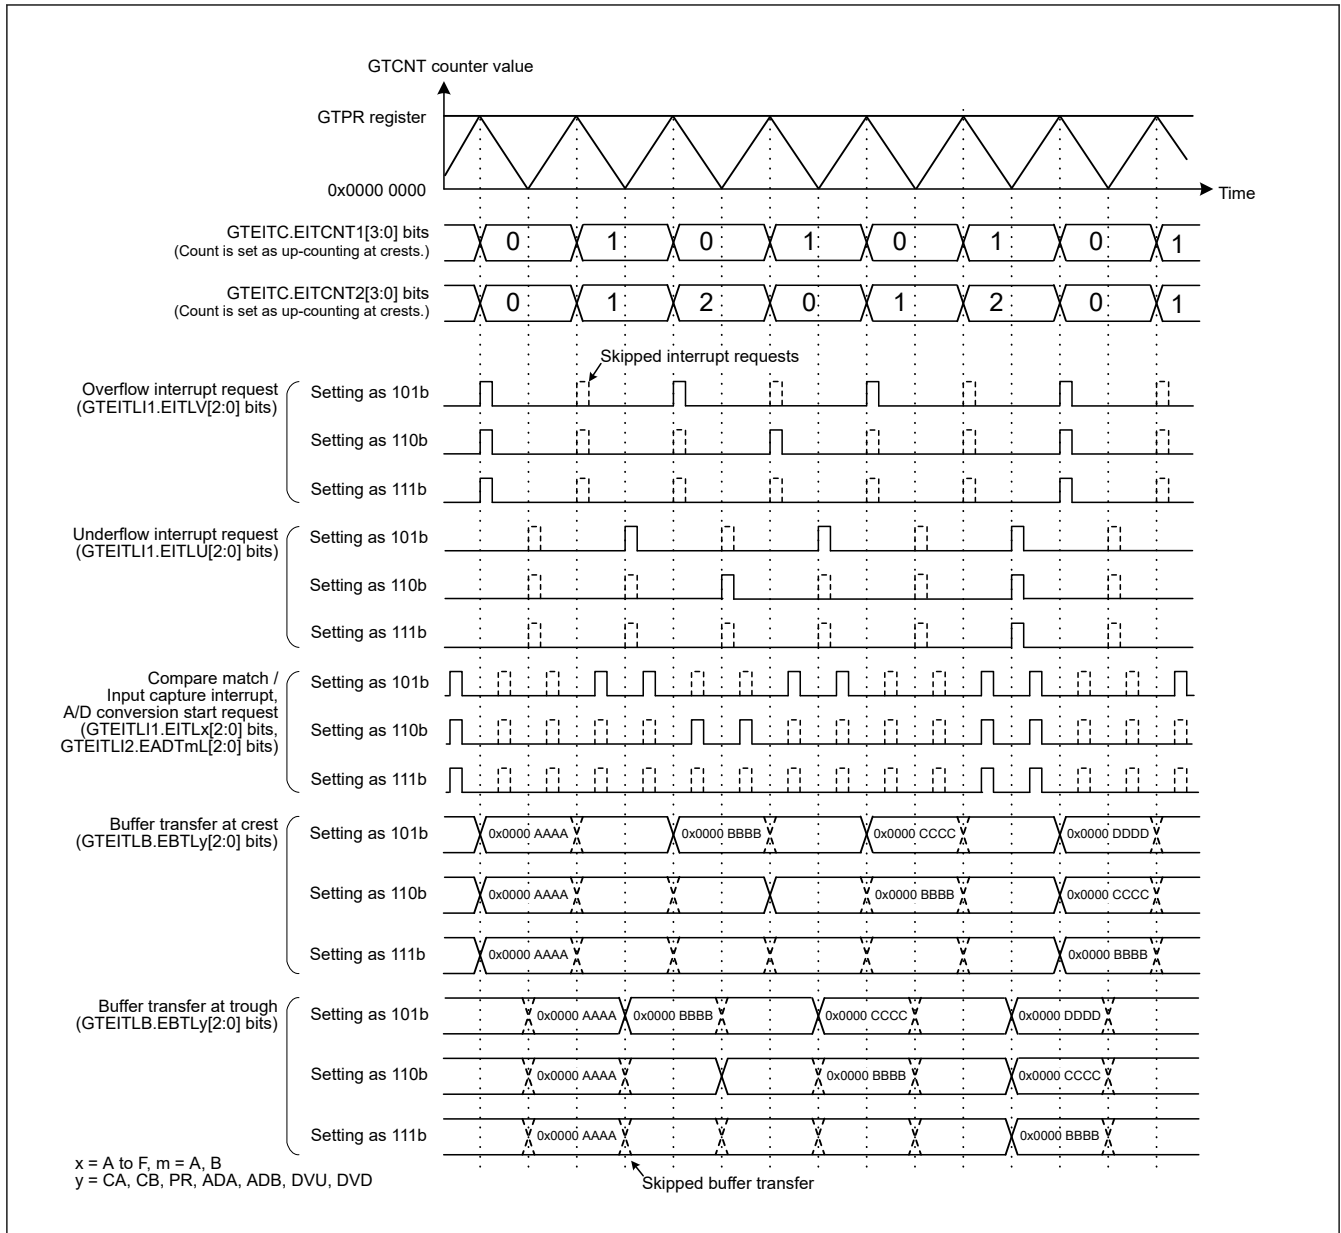 GTCNT counter value
GTPR register
0x0000 0000
Time
GTEITC.EITCNT1[3:0] bits
(Count is set as up-counting at crests.)
0 1 0 1 0 1 0 1
GTEITC.EITCNT2[3:0] bits
(Count is set as up-counting at crests.)
0 1 2 0 1 2 0 1
Skipped interrupt requests
Overflow interrupt request
(GTEITLI1.EITLV[2:0] bits)
Setting as 101b
Setting as 110b
Setting as 111b
Underflow interrupt request
(GTEITLI1.EITLU[2:0] bits)
Setting as 101b
Setting as 110b
Setting as 111b
Compare match /
Input capture interrupt,
A/D conversion start request
(GTEITLI1.EITLx[2:0] bits,
GTEITLI2.EADTmL[2:0] bits)
Setting as 101b
Setting as 110b
Setting as 111b
Buffer transfer at crest
(GTEITLB.EBTLy[2:0] bits)
Setting as 101b
0x0000 AAAA 0x0000 BBBB 0x0000 CCCC 0x0000 DDDD
Setting as 110b
0x0000 AAAA 0x0000 BBBB 0x0000 CCCC
Setting as 111b
0x0000 AAAA 0x0000 BBBB
Buffer transfer at trough
(GTEITLB.EBTLy[2:0] bits)
Setting as 101b
0x0000 AAAA 0x0000 BBBB 0x0000 CCCC 0x0000 DDDD
Setting as 110b
0x0000 AAAA 0x0000 BBBB 0x0000 CCCC
Setting as 111b
0x0000 AAAA 0x0000 BBBB
x = A to F, m = A, B
y = CA, CB, PR, ADA, ADB, DVU, DVD
Skipped buffer transfer